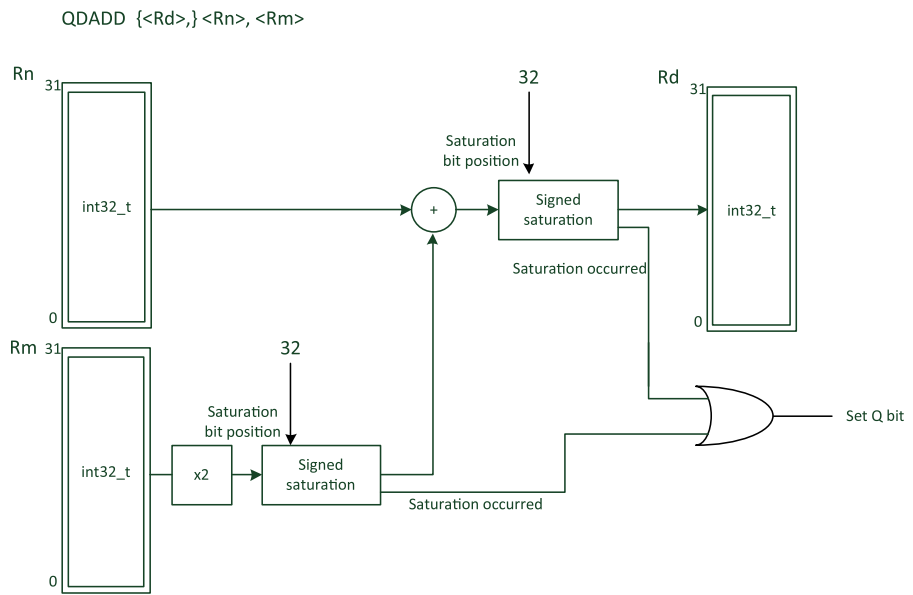 QDADD {<Rd>,} <Rn>, <Rm>
Rn
31
int32_t
0
32
Saturation
bit position
+
Signed
saturation
Saturation occurred
Rd
31
int32_t
0
Rm
31
int32_t
0
x2
32
Saturation
bit position
Signed
saturation
Saturation occurred
Set Q bit